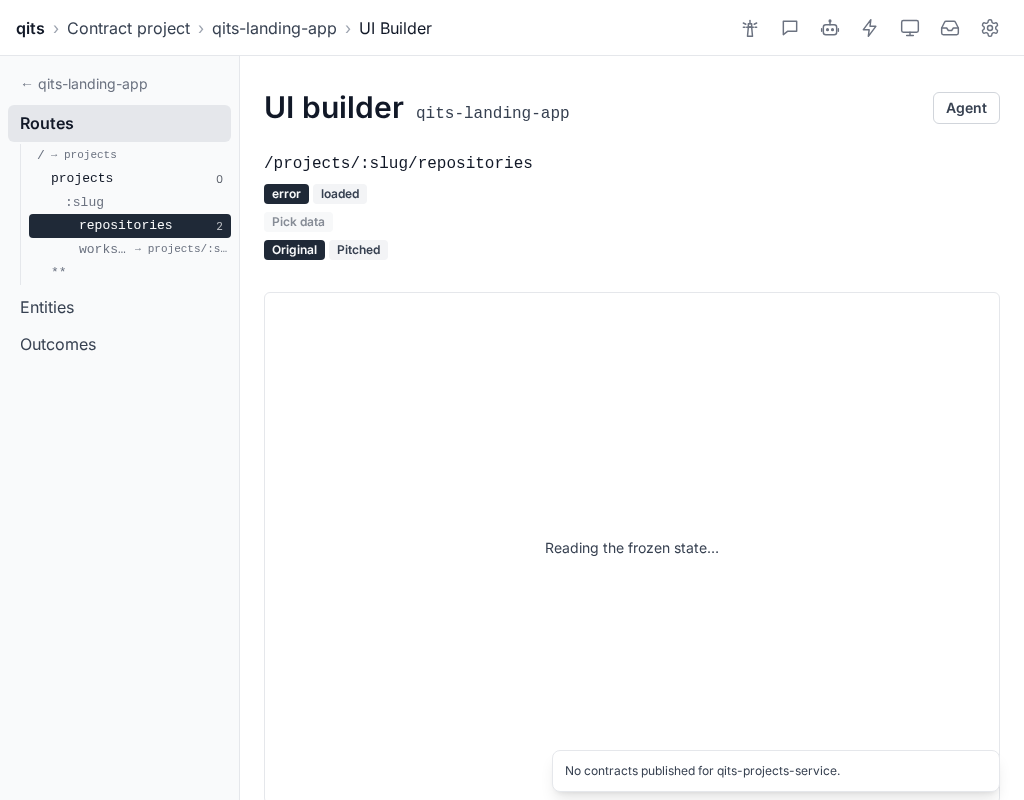 qits › Contract project › qits-landing-app › UI Builder
← qits-landing-app
Routes
/ → projects
projects 0
:slug
repositories 2
works… → projects/:s…
**
Entities
Outcomes
UI builder qits-landing-app
Agent
/projects/:slug/repositories
error loaded
Pick data
Original Pitched
Reading the frozen state...
No contracts published for qits-projects-service.